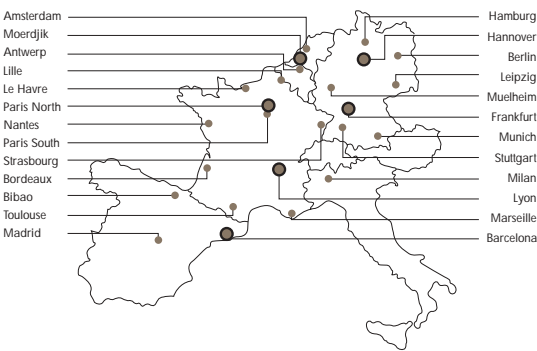 Amsterdam
Moerdjik
Antwerp
Lille
Le Havre
Paris North
Nantes
Paris South
Strasbourg
Bordeaux
Bibao
Toulouse
Madrid
Hamburg
Hannover
Berlin
Leipzig
Muelheim
Frankfurt
Munich
Stuttgart
Milan
Lyon
Marseille
Barcelona